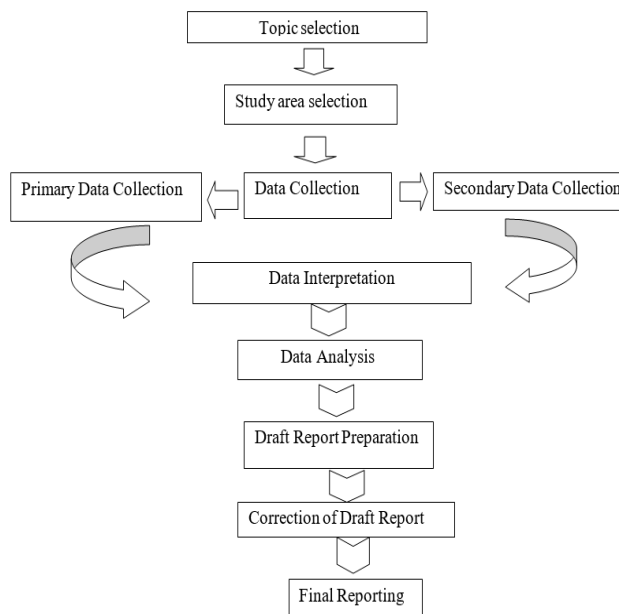 Topic selection
Study area selection
Primary Data Collection
Data Collection
Secondary Data Collection
Data Interpretation
Data Analysis
Draft Report Preparation
Correction of Draft Report
Final Reporting